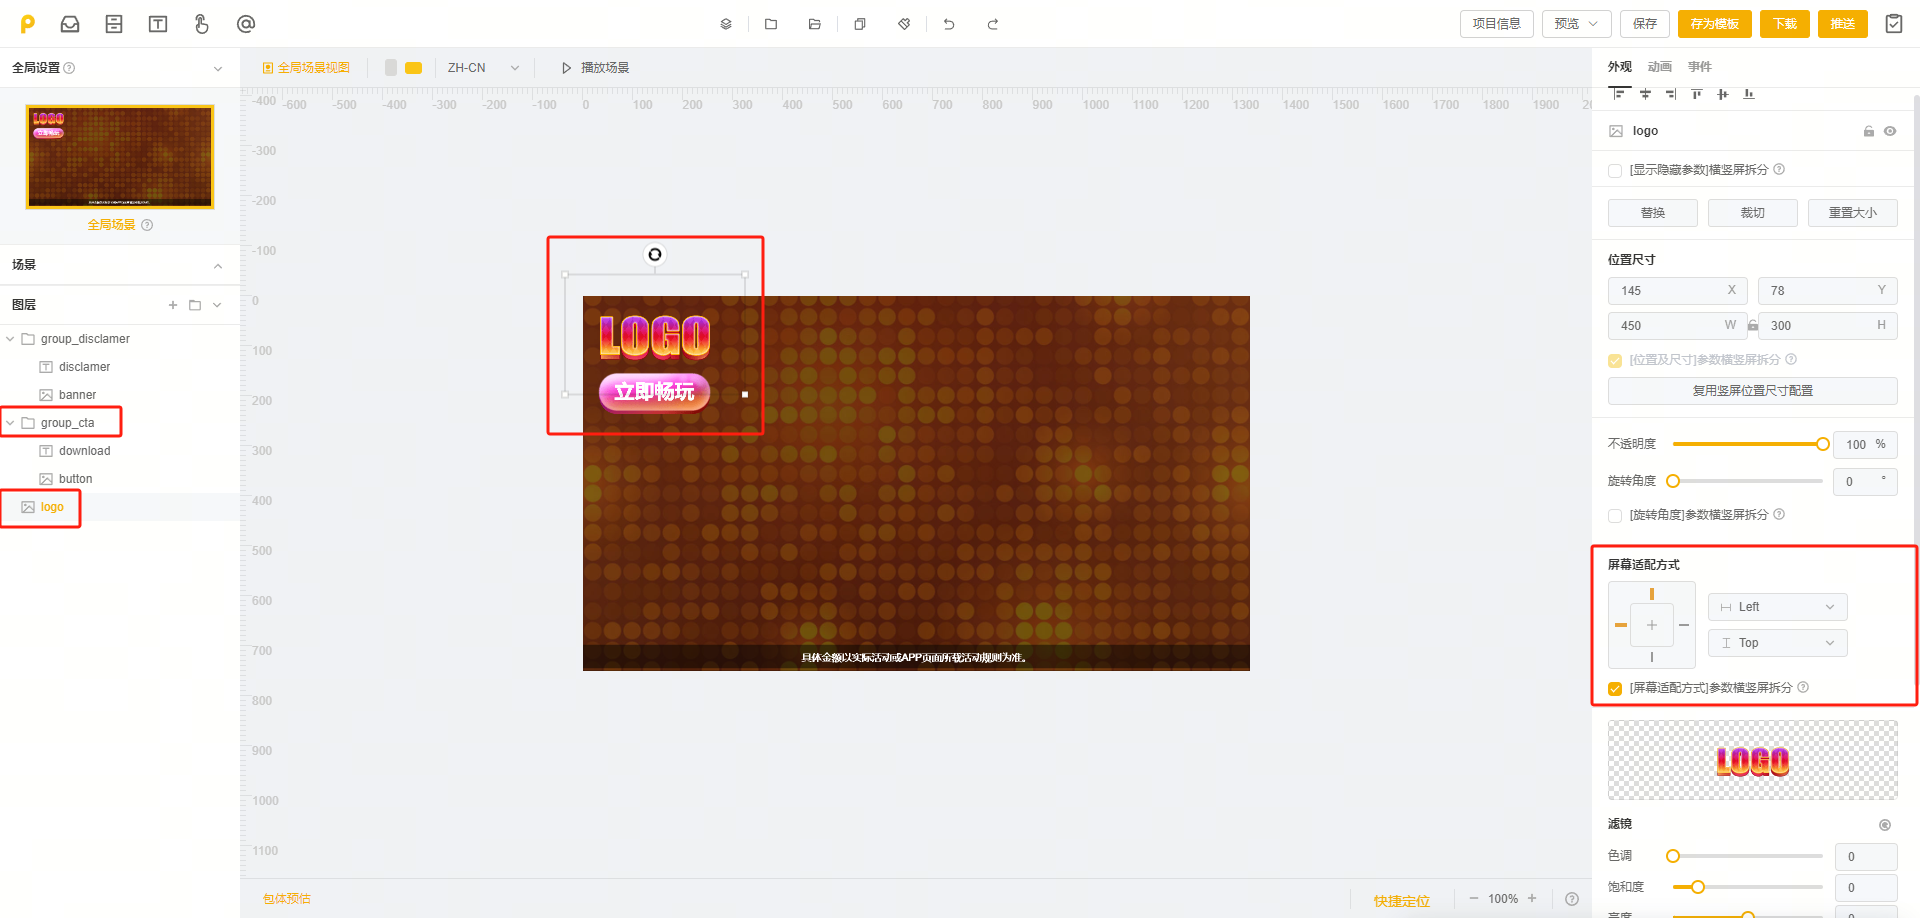 项目信息
预览
保存
存为模板
下载
推送
全局设置
全局场景视图
ZH-CN
播放场景
外观 动画 事件
-400 -600 -500 -400 -300 -200 -100 0 100 200 300 400 500 600 700 800 900 1000 1100 1200 1300 1400 1500 1600 1700 1800 1900
-300
-200
-100
0
100
200
300
400
500
600
700
800
900
1000
1100
LOGO
立即畅玩
全局场景
场景
图层
group_disclamer
disclamer
banner
group_cta
download
button
logo
LOGO
立即畅玩
具体金额以实际活动或APP页面所载活动规则为准。
包体预估
快捷定位
100%
logo
[显示隐藏参数]横竖屏拆分
替换
裁切
重置大小
位置尺寸
145 X
78 Y
450 W
300 H
[位置及尺寸]参数横竖屏拆分
复用竖屏位置尺寸配置
不透明度
100 %
旋转角度
0 °
[旋转角度]参数横竖屏拆分
屏幕适配方式
Left
Top
[屏幕适配方式]参数横竖屏拆分
LOGO
滤镜
色调
0
饱和度
0